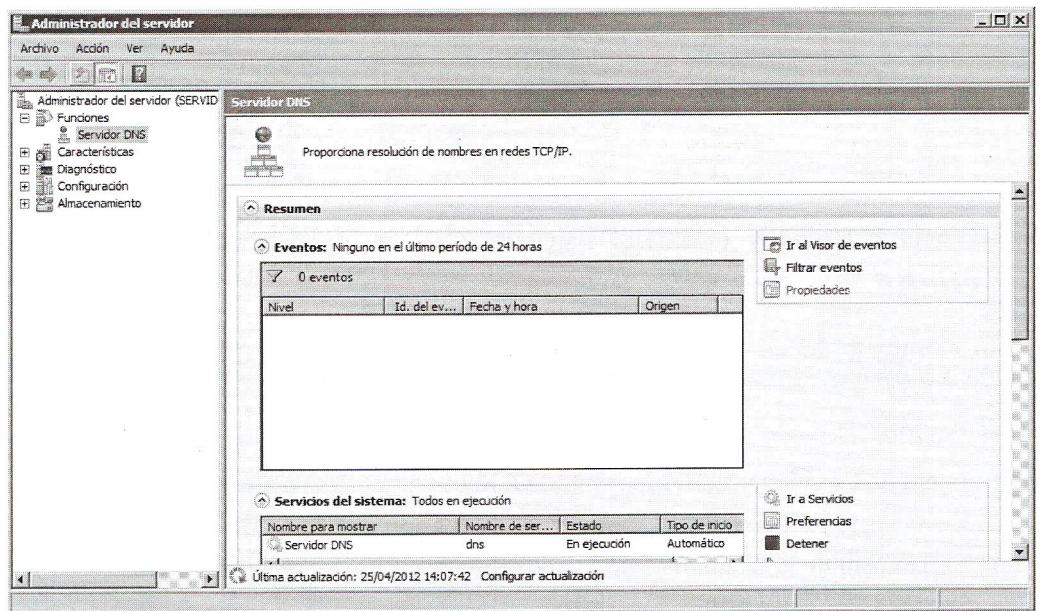 Administrador del servidor
Archivo Acción Ver Ayuda
Administrador del servidor (SERVID
Funciones
Servidor DNS
Características
Diagnóstico
Configuración
Almacenamiento
Servidor DNS
Proporciona resolución de nombres en redes TCP/IP.
Resumen
Eventos: Ninguno en el último período de 24 horas
0 eventos
Nivel Id. del ev... Fecha y hora Origen
Ir al Visor de eventos
Filtrar eventos
Propiedades
Servicios del sistema: Todos en ejecución
Nombre para mostrar Nombre de ser... Estado Tipo de inicio
Servidor DNS dns En ejecución Automático
Ir a Servicios
Preferencias
Detener
Última actualización: 25/04/2012 14:07:42 Configurar actualización